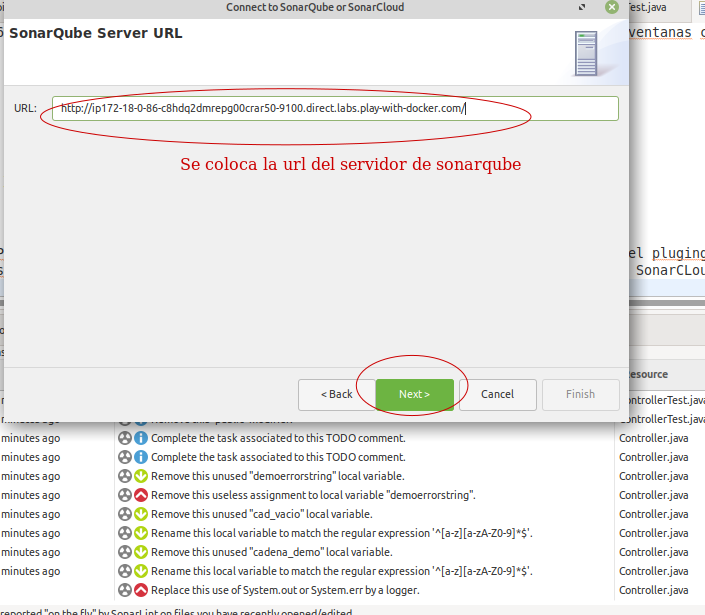 Connect to SonarQube or SonarCloud
Test.java
SonarQube Server URL
ventanas
URL:
http://ip172-18-0-86-c8hdq2dmrepg00crar50-9100.direct.labs.play-with-docker.com/
Se coloca la url del servidor de sonarqube
el pluging
SonarCLou
esource
< Back
Next >
Cancel
Finish
ontrollerTest.java
ontrollerTest.java
minutes ago
Complete the task associated to this TODO comment.
Controller.java
minutes ago
Complete the task associated to this TODO comment.
Controller.java
minutes ago
Remove this unused "demoerrorstring" local variable.
Controller.java
minutes ago
Remove this useless assignment to local variable "demoerrorstring".
Controller.java
minutes ago
Remove this unused "cad_vacio" local variable.
Controller.java
minutes ago
Rename this local variable to match the regular expression '^[a-z][a-zA-Z0-9]*$'.
Controller.java
minutes ago
Remove this unused "cadena_demo" local variable.
Controller.java
minutes ago
Rename this local variable to match the regular expression '^[a-z][a-zA-Z0-9]*$'.
Controller.java
minutes ago
Replace this use of System.out or System.err by a logger.
Controller.java
reported "on the fly" by SonarLint on files you have recently opened/edited